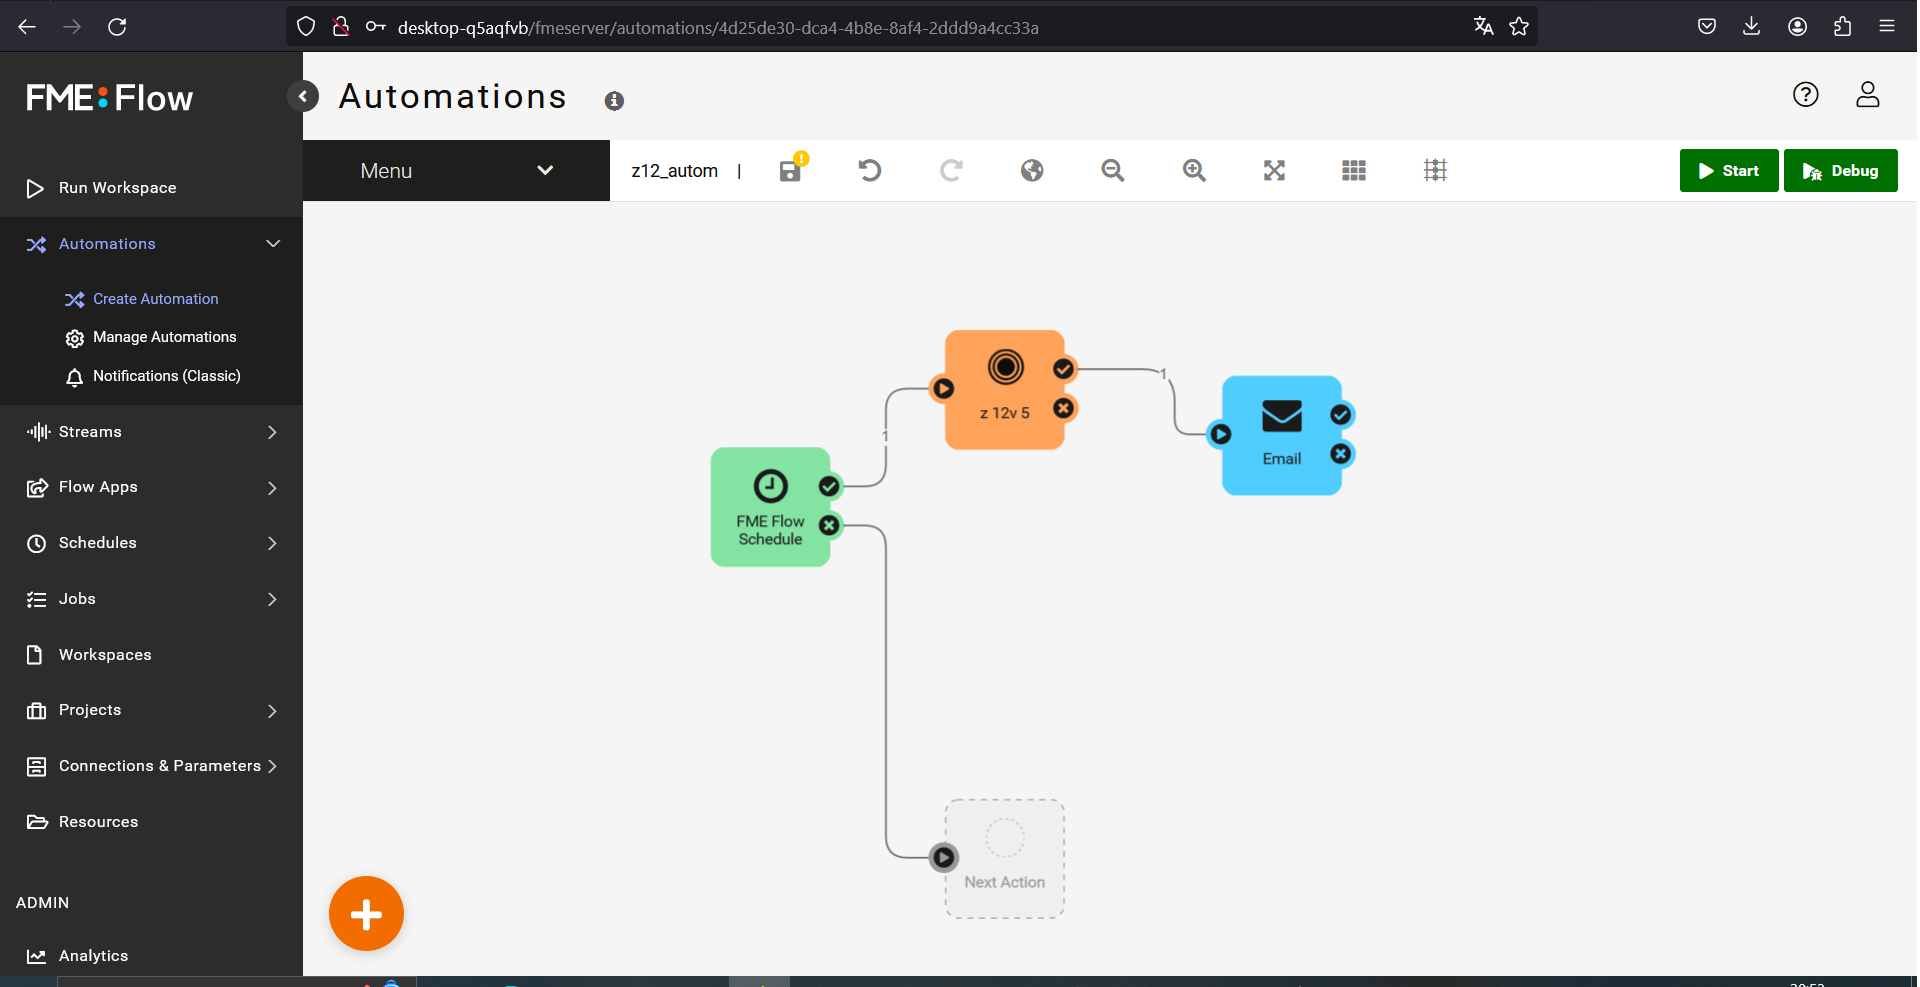 desktop-q5aqfvb/fmeserver/automations/4d25de30-dca4-4b8e-8af4-2ddd9a4cc33a
FME:Flow
Automations
Menu
z12_autom |
Start
Debug
Run Workspace
Automations
Create Automation
Manage Automations
Notifications (Classic)
Streams
Flow Apps
Schedules
Jobs
Workspaces
Projects
Connections & Parameters
Resources
ADMIN
Analytics
z 12v 5
1
1
Email
FME Flow
Schedule
Next Action